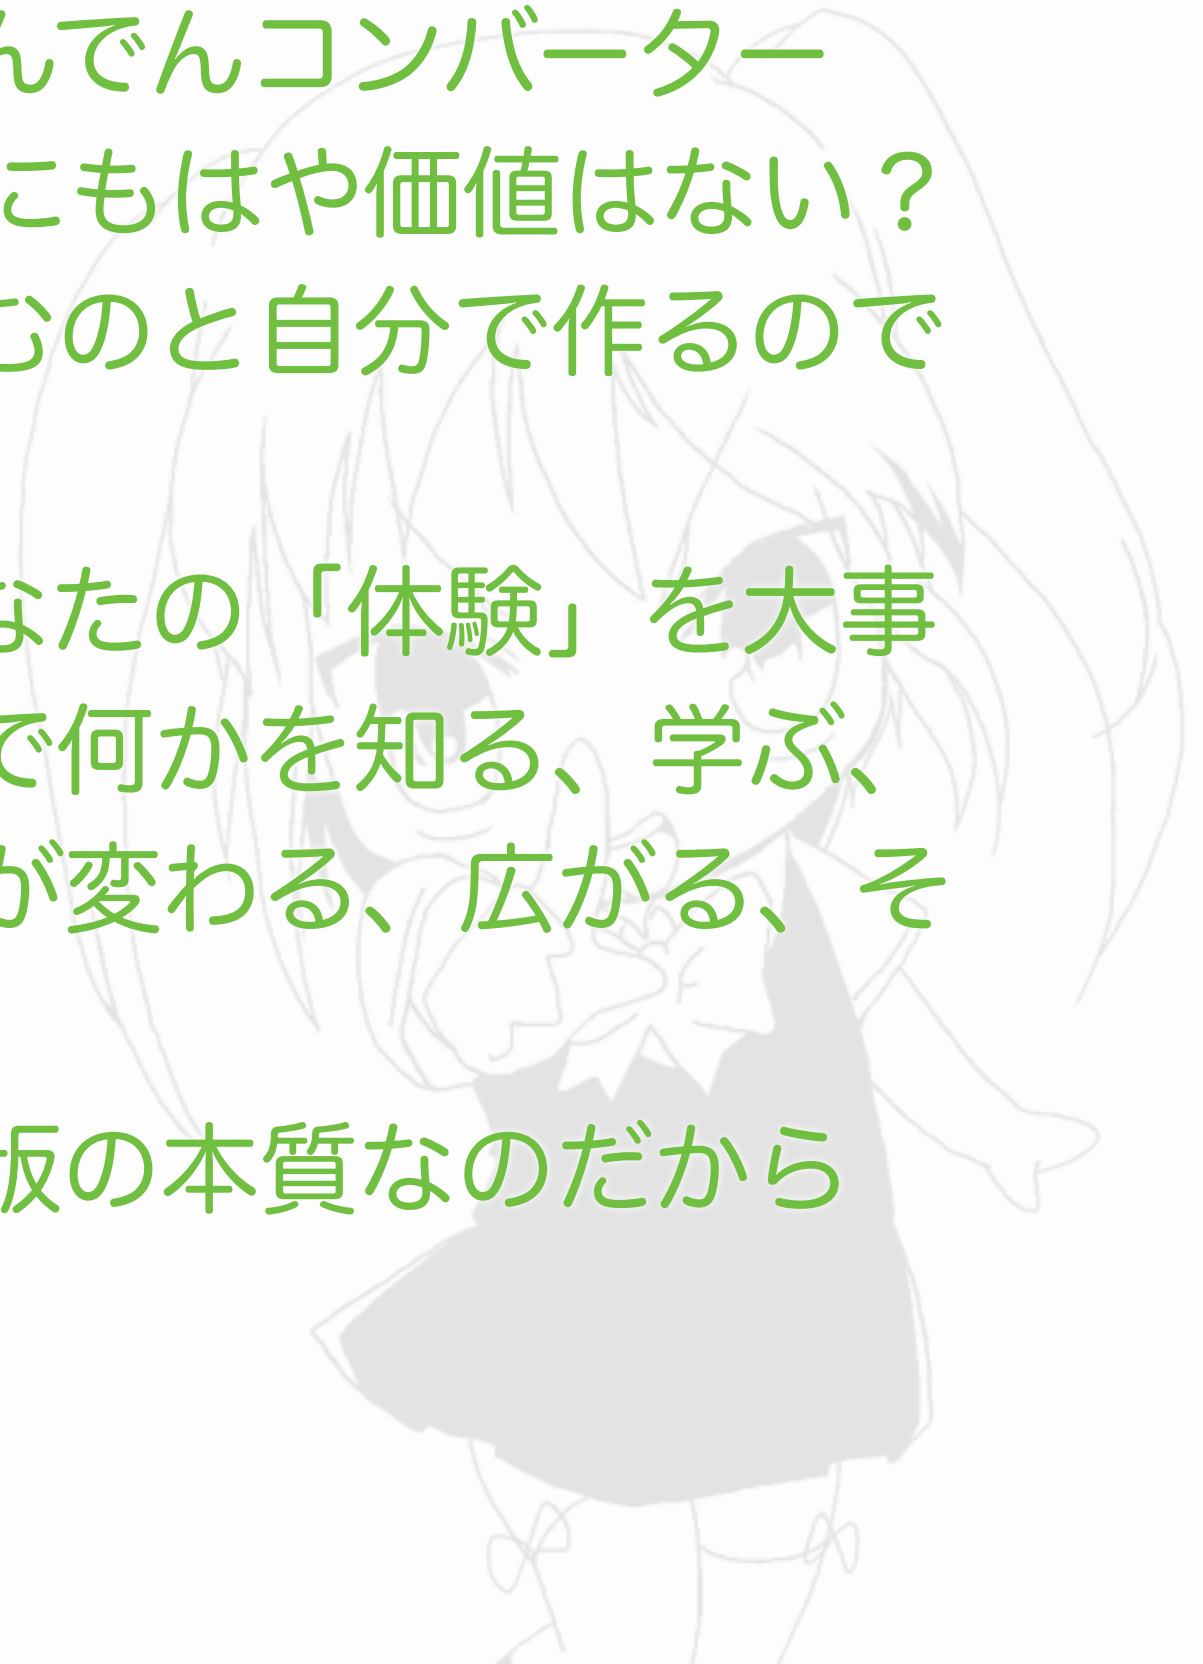 んでんコンバーター
にもはや価値はない？
むのと自分で作るので
なたの「体験」を大事
で何かを知る、学ぶ、
が変わる、広がる、そ
版の本質なのだから